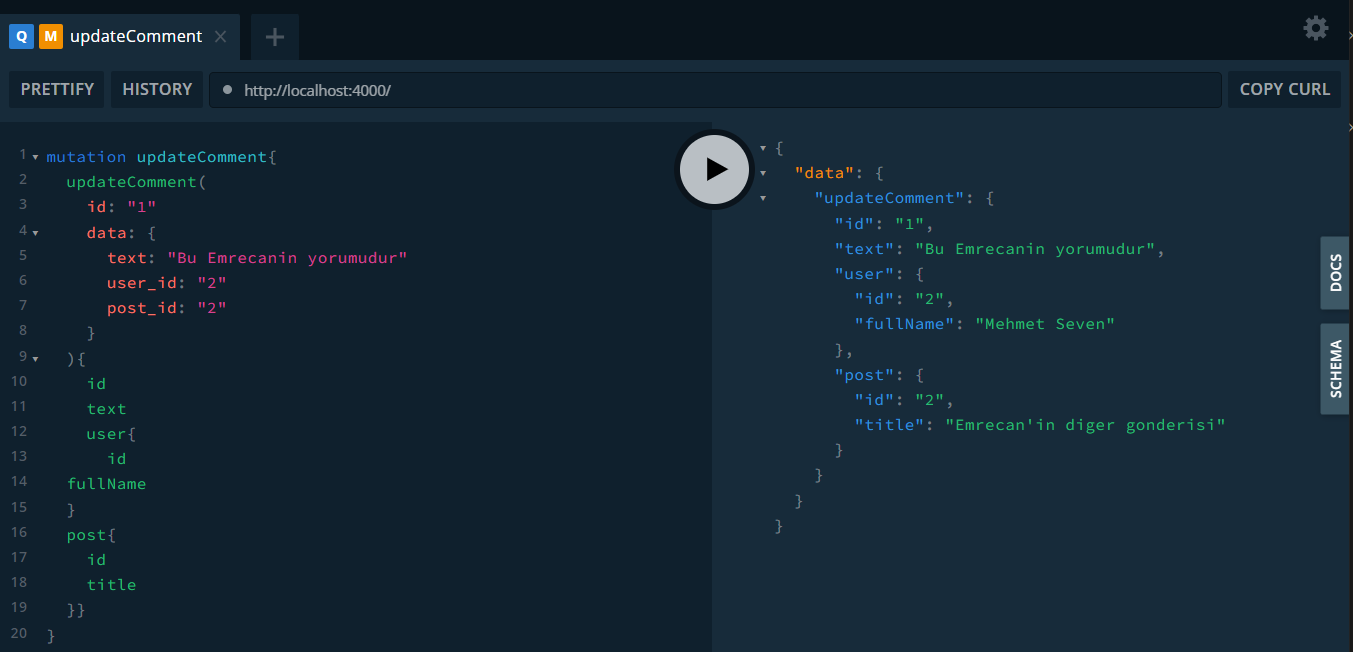 Q M updateComment ×
+
PRETTIFY HISTORY http://localhost:4000/ COPY CURL
1 mutation updateComment{
2 updateComment(
3 id: "1"
4 data: {
5 text: "Bu Emrecanin yorumudur"
6 user_id: "2"
7 post_id: "2"
8 }
9 ){
10 id
11 text
12 user{
13 id
14 fullName
15 }
16 post{
17 id
18 title
19 }}
20 }
{
"data": {
"updateComment": {
"id": "1",
"text": "Bu Emrecanin yorumudur",
"user": {
"id": "2",
"fullName": "Mehmet Seven"
},
"post": {
"id": "2",
"title": "Emrecan'in diger gonderisi"
}
}
}
}
DOCS
SCHEMA